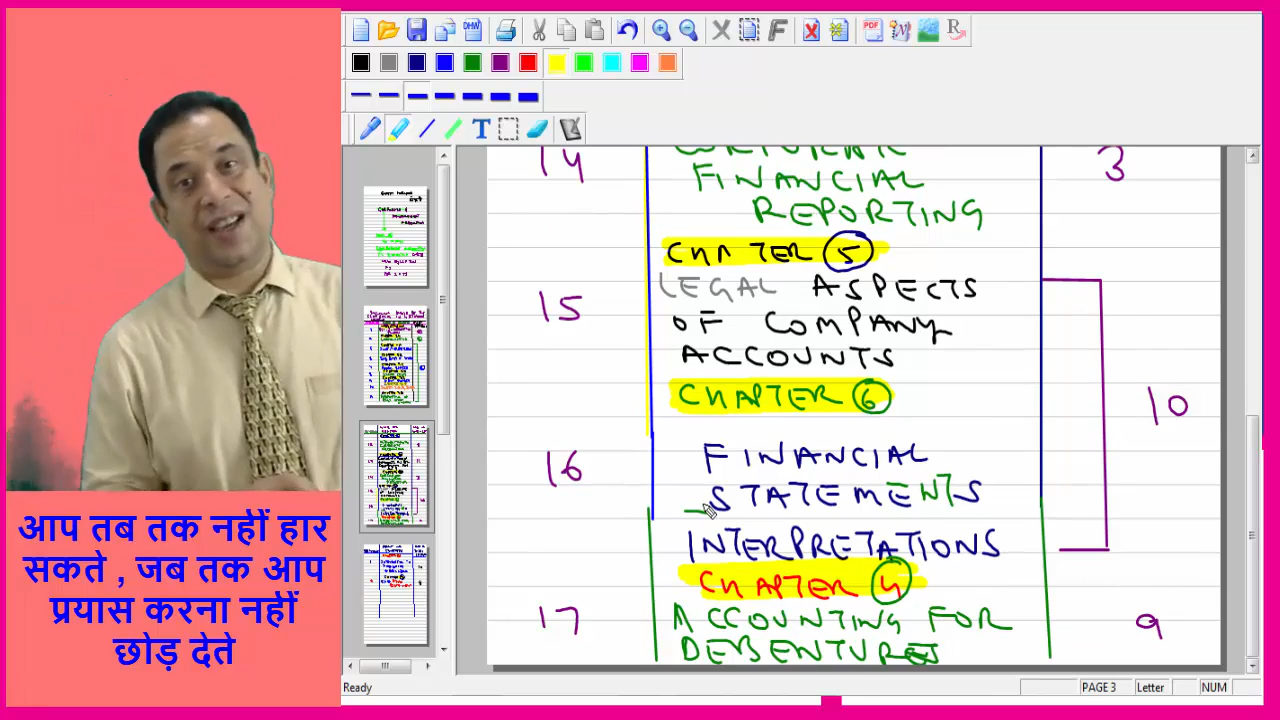 DHW
PDF
14
FINANCIAL
3
REPORTING
CHAPTER 5
LEGAL ASPECTS
15
OF COMPANY
ACCOUNTS
CHAPTER 6
10
FINANCIAL
16
STATEMENTS
INTERPRETATIONS
CHAPTER 4
17
ACCOUNTING FOR
9
DEBENTURES
आप तब तक नहीं हार
सकते , जब तक आप
प्रयास करना नहीं
छोड़ देते
Ready
PAGE 3
Letter
NUM